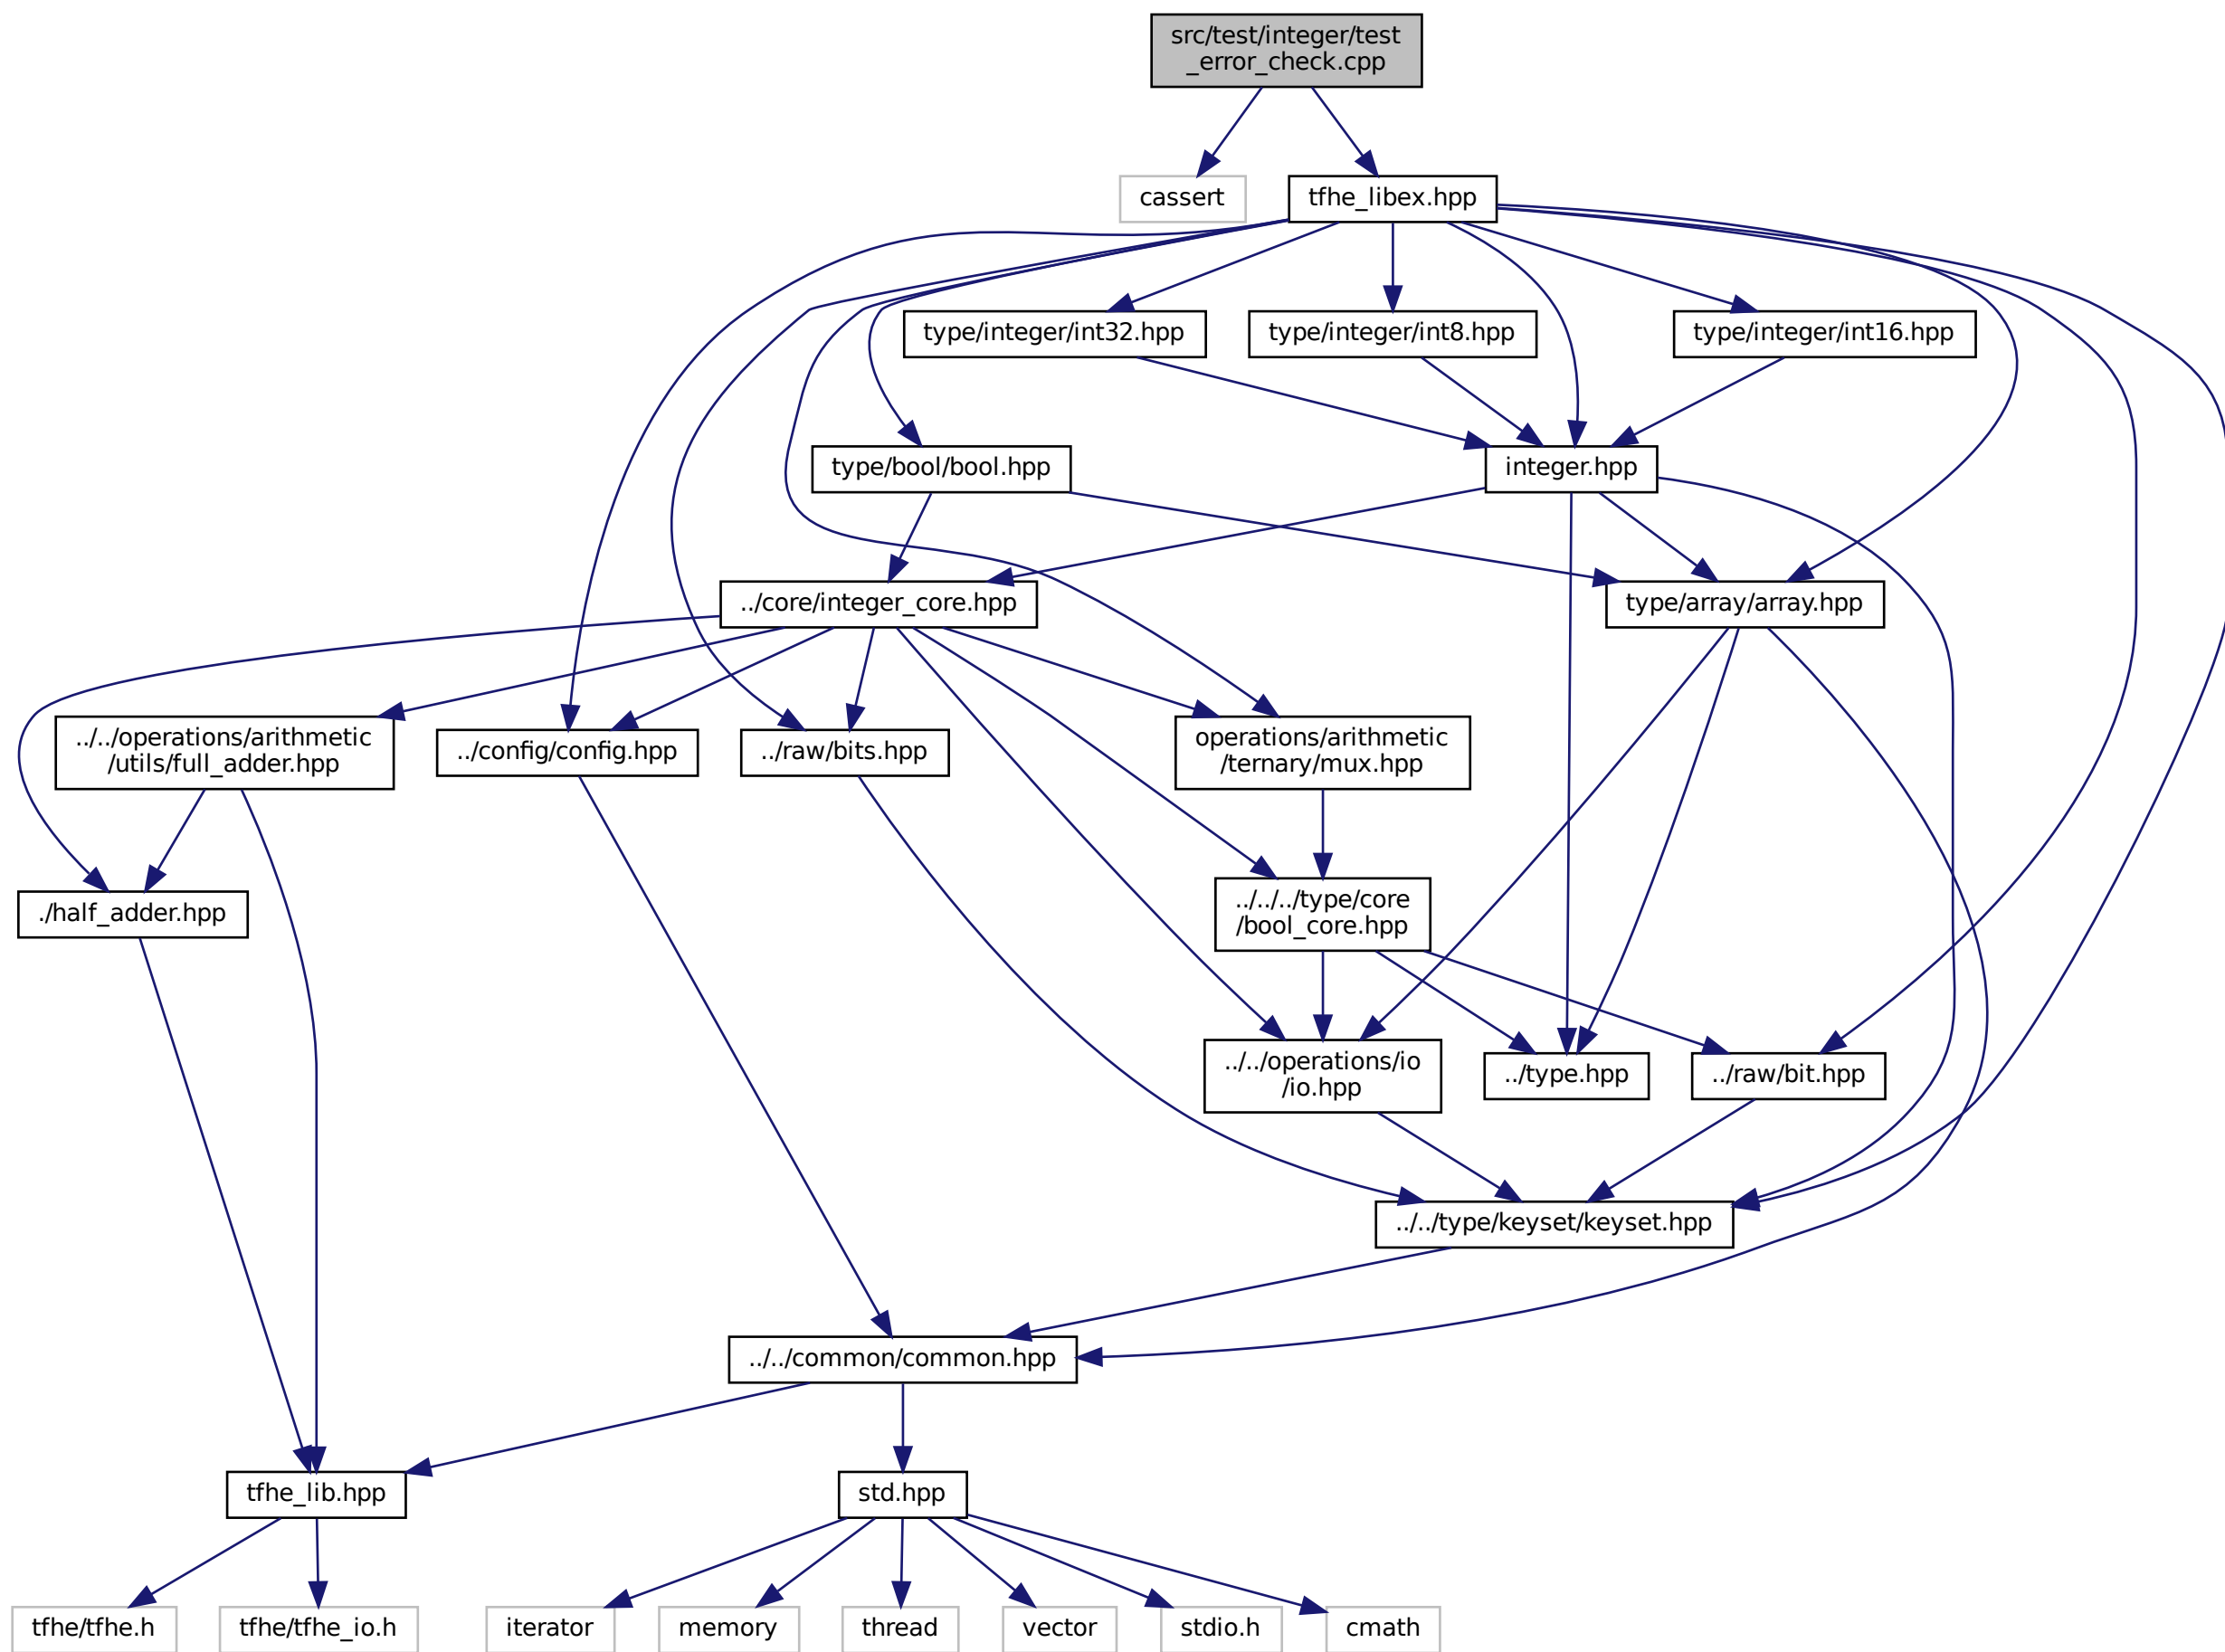 src/test/integer/test
_error_check.cpp
cassert
tfhe_libex.hpp
type/integer/int32.hpp
type/integer/int8.hpp
type/integer/int16.hpp
type/bool/bool.hpp
integer.hpp
../core/integer_core.hpp
type/array/array.hpp
../../operations/arithmetic
/utils/full_adder.hpp
../config/config.hpp
../raw/bits.hpp
operations/arithmetic
/ternary/mux.hpp
./half_adder.hpp
../../../type/core
/bool_core.hpp
../../operations/io
/io.hpp
../type.hpp
../raw/bit.hpp
../../type/keyset/keyset.hpp
../../common/common.hpp
tfhe_lib.hpp
std.hpp
tfhe/tfhe.h
tfhe/tfhe_io.h
iterator
memory
thread
vector
stdio.h
cmath